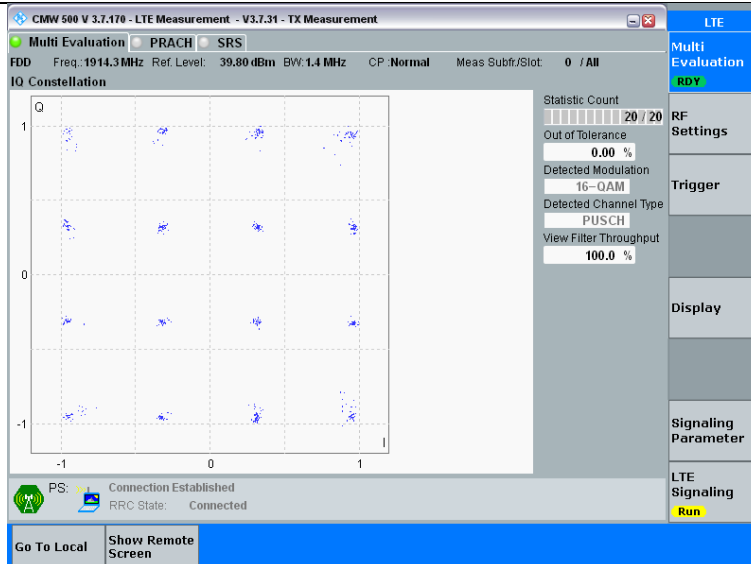 CMW 500 V 3.7.170 - LTE Measurement - V3.7.31 - TX Measurement
LTE
Multi Evaluation PRACH SRS
Multi
Evaluation
RDY
FDD Freq.: 1914.3 MHz Ref. Level: 39.80 dBm BW: 1.4 MHz CP : Normal Meas Subfr./Slot: 0 / All
IQ Constellation
Q
1
0
-1
-1 0 1
I
Statistic Count
20 / 20
Out of Tolerance
0.00 %
Detected Modulation
16-QAM
Detected Channel Type
PUSCH
View Filter Throughput
100.0 %
RF
Settings
Trigger
Display
Signaling
Parameter
LTE
Signaling
Run
PS: Connection Established
RRC State: Connected
Go To Local
Show Remote
Screen